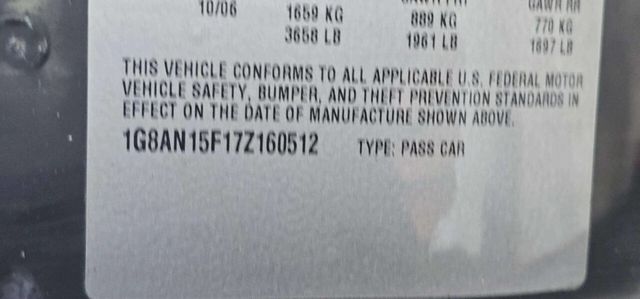 GAWR RR
10/06 1659 KG 889 KG 770 KG
3658 LB 1961 LB 1697 LB
THIS VEHICLE CONFORMS TO ALL APPLICABLE U.S. FEDERAL MOTOR
VEHICLE SAFETY, BUMPER, AND THEFT PREVENTION STANDARDS IN
EFFECT ON THE DATE OF MANUFACTURE SHOWN ABOVE.
1G8AN15F17Z160512 TYPE: PASS CAR